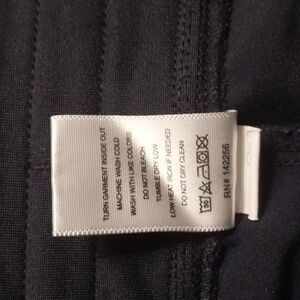 TURN GARMENT INSIDE OUT
MACHINE WASH COLD
WASH WITH LIKE COLORS
DO NOT BLEACH
TUMBLE DRY LOW
LOW HEAT IRON IF NEEDED
DO NOT DRY CLEAN
RN# 142256